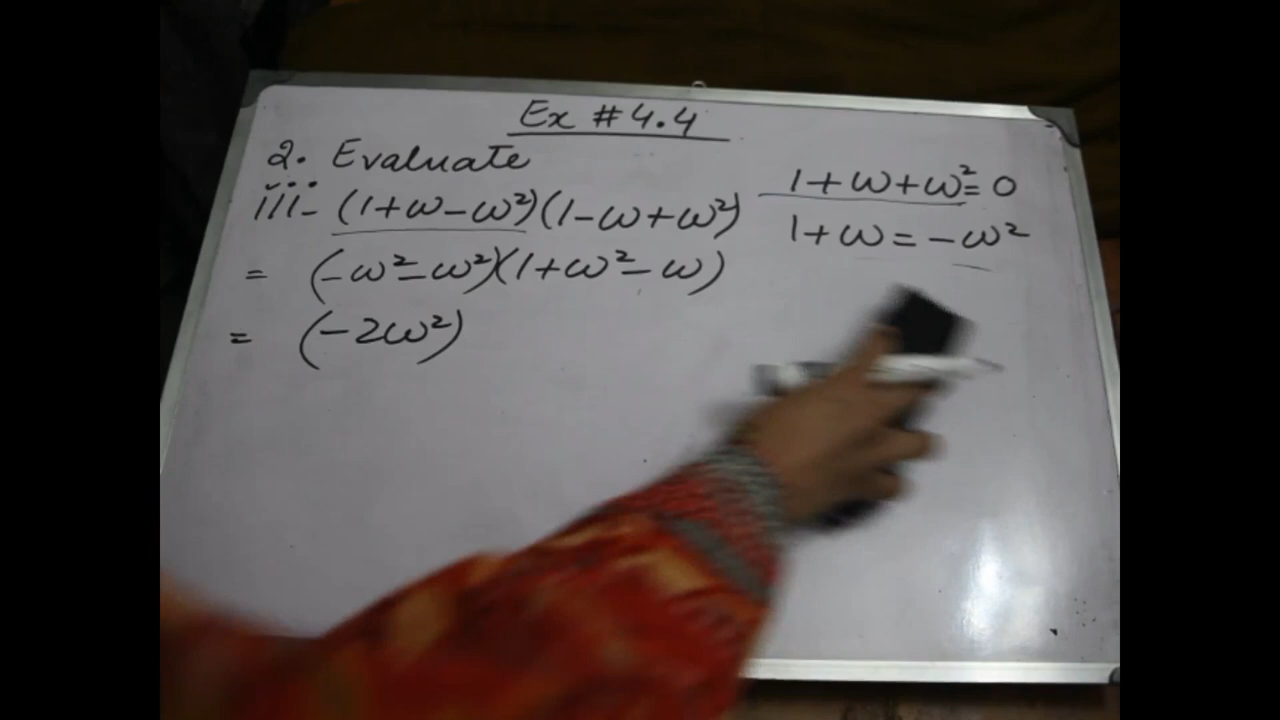 Ex # 4.4
2. Evaluate
iii- (1+ω-ω²)(1-ω+ω²)
= (-ω²-ω²)(1+ω²-ω)
= (-2ω²)
1+ω+ω²=0
1+ω=-ω²